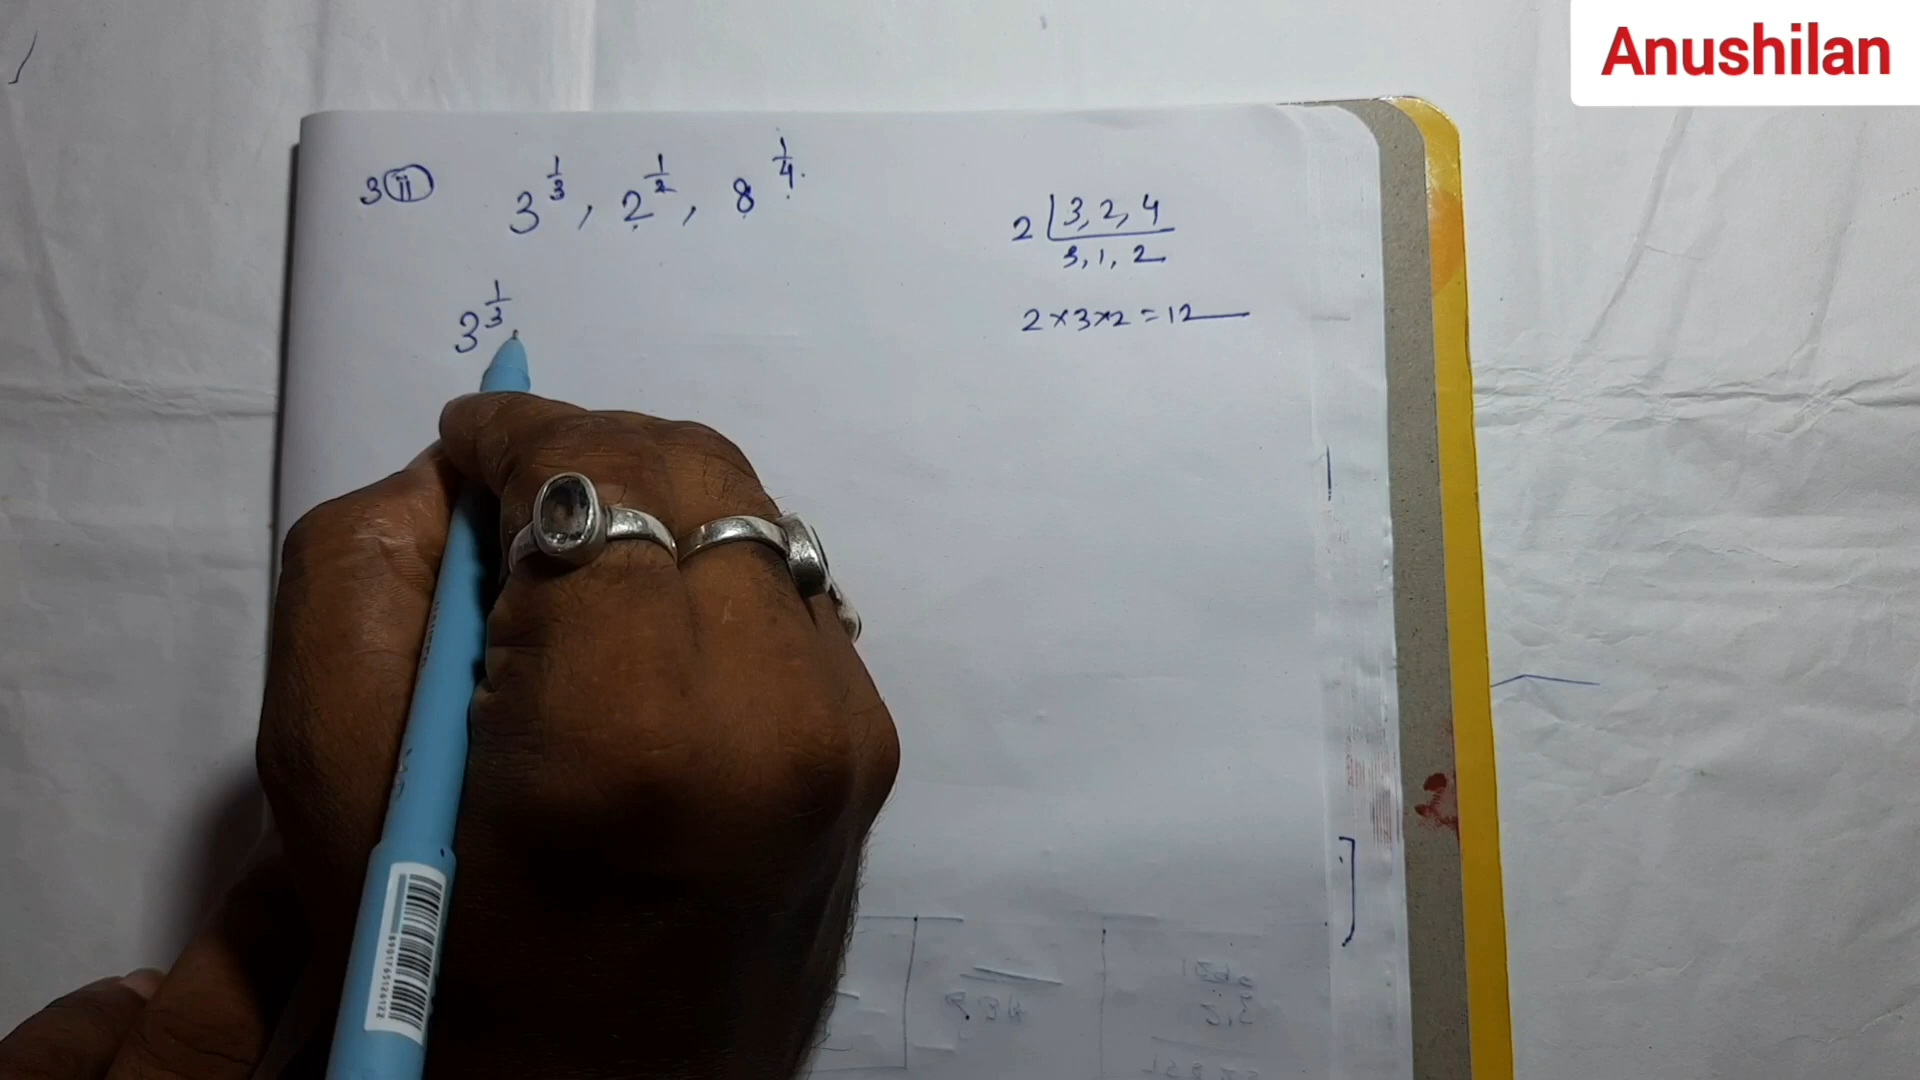 Anushilan
3 (ii) 3^{1/3}, 2^{1/2}, 8^{1/4}.
2 | 3, 2, 4
3, 1, 2
2 × 3 × 2 = 12
3^{1/3}